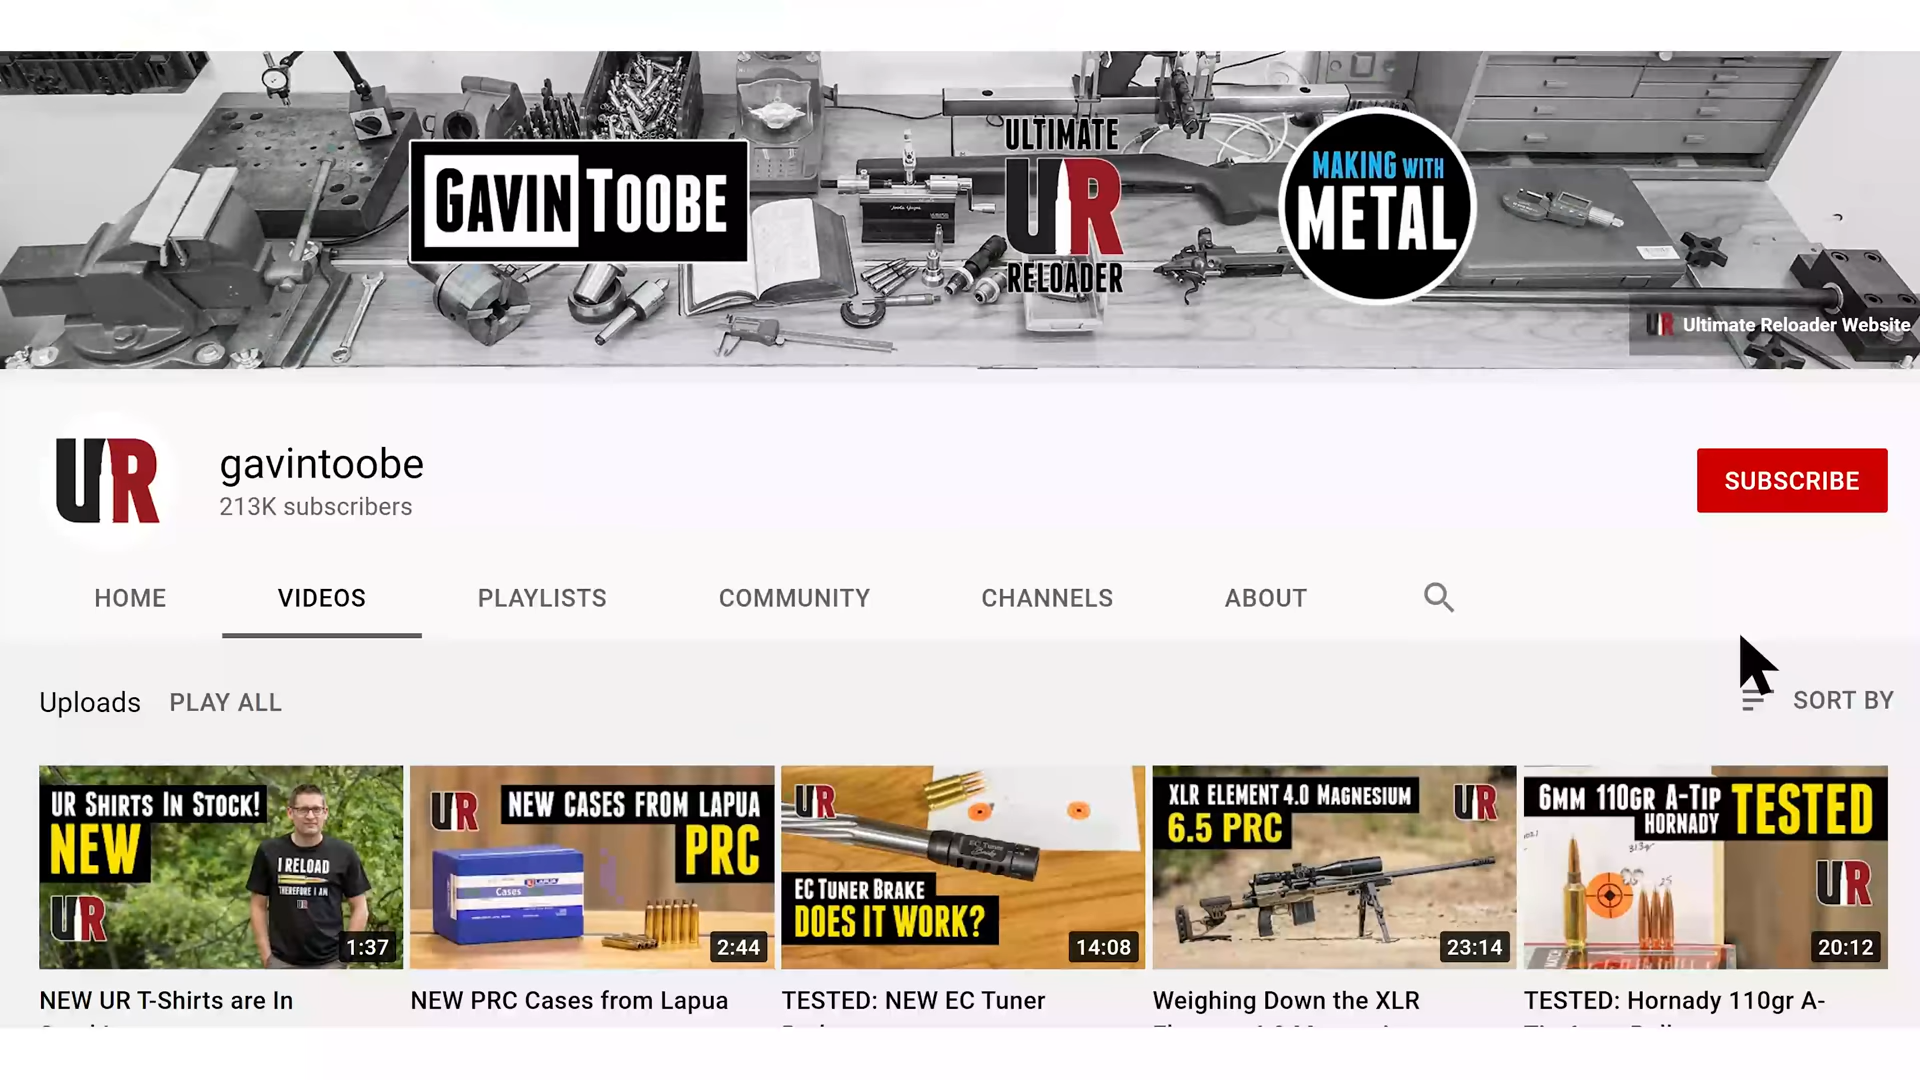 GAVIN TOOBE
ULTIMATE
UR
RELOADER
MAKING WITH
METAL
UR Ultimate Reloader Website
UR
gavintoobe
213K subscribers
SUBSCRIBE
HOME
VIDEOS
PLAYLISTS
COMMUNITY
CHANNELS
ABOUT
Uploads
PLAY ALL
SORT BY
UR SHIRTS IN STOCK!
NEW
UR
I RELOAD
THEREFORE I AM
1:37
NEW UR T-Shirts are In
UR
NEW CASES FROM LAPUA
PRC
Cases
LAPUA
2:44
NEW PRC Cases from Lapua
UR
EC Tuner
EC TUNER BRAKE
DOES IT WORK?
14:08
TESTED: NEW EC Tuner
XLR ELEMENT 4.0 MAGNESIUM
6.5 PRC
UR
23:14
Weighing Down the XLR
6MM 110GR A-TIP
HORNADY
TESTED
UR
20:12
TESTED: Hornady 110gr A-